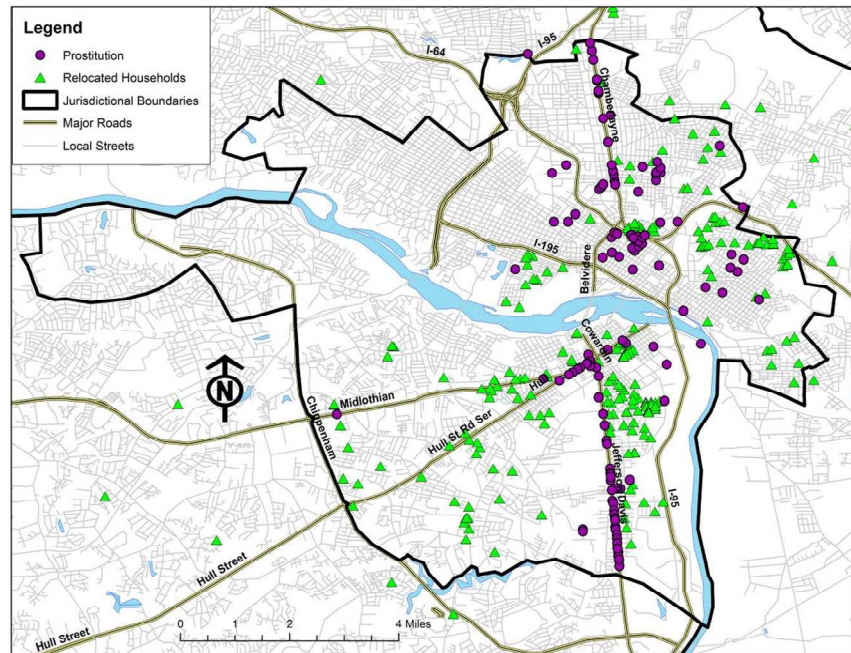 Legend
Prostitution
Relocated Households
Jurisdictional Boundaries
Major Roads
Local Streets
I-64
I-95
Chamberlayne
I-195
Belvidere
Cowardin
Hull
Midlothian
Hull St Rd Ser
Chippenham
N
Jefferson Davis
I-95
Hull Street
Hull Street
0 1 2 4 Miles